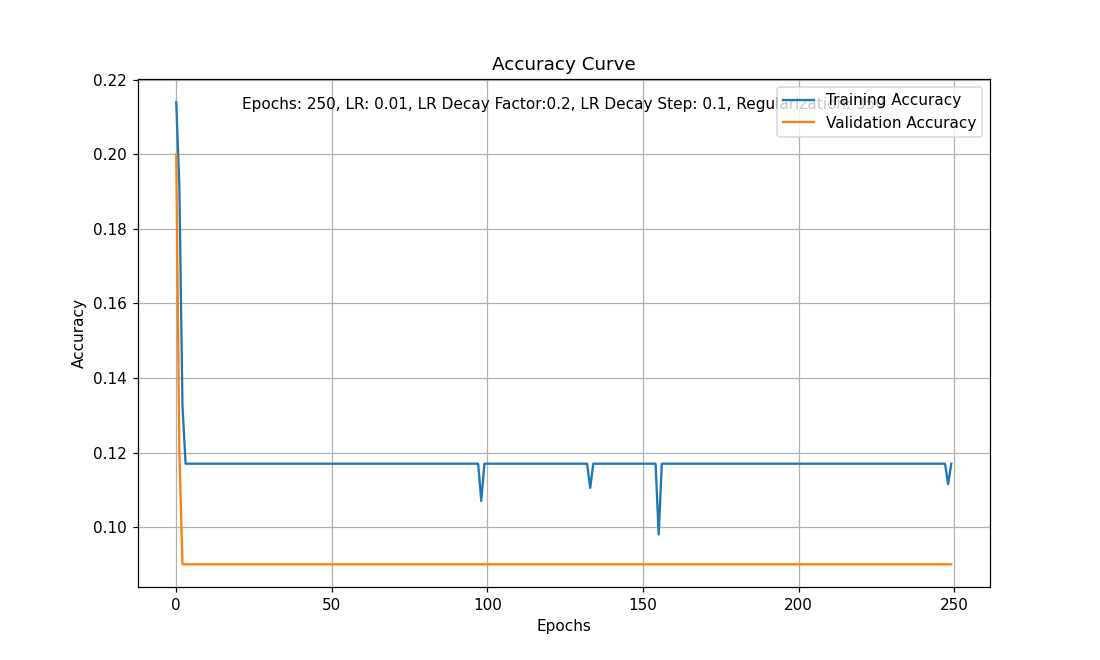 Accuracy Curve
Epochs: 250, LR: 0.01, LR Decay Factor:0.2, LR Decay Step: 0.1, Regularization:
Training Accuracy
Validation Accuracy
Accuracy
0.22
0.20
0.18
0.16
0.14
0.12
0.10
0 50 100 150 200 250
Epochs